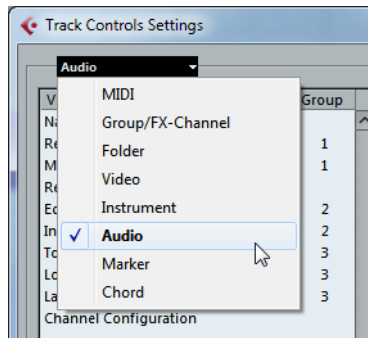 Track Controls Settings
Audio
MIDI
Group
Group/FX-Channel
Folder
1
Video
1
Instrument
2
Audio
2
Marker
3
Chord
3
3
Channel Configuration